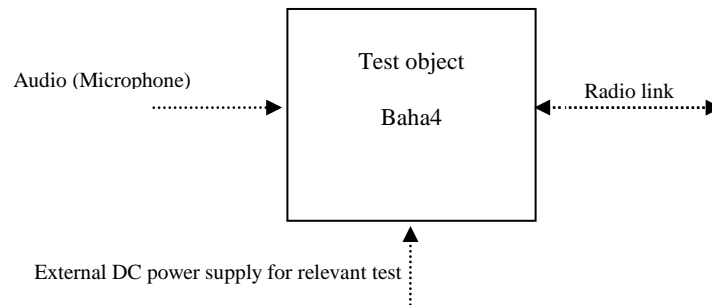 Test object
Audio (Microphone)
Radio link
Baha4
External DC power supply for relevant test